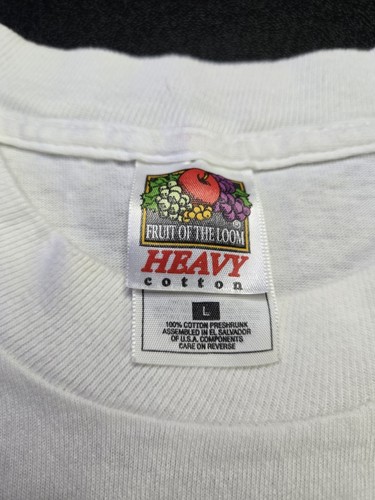 ®
FRUIT OF THE LOOM
HEAVY
cotton
L
100% COTTON PRESHRUNK
ASSEMBLED IN EL SALVADOR
OF U.S.A. COMPONENTS
CARE ON REVERSE